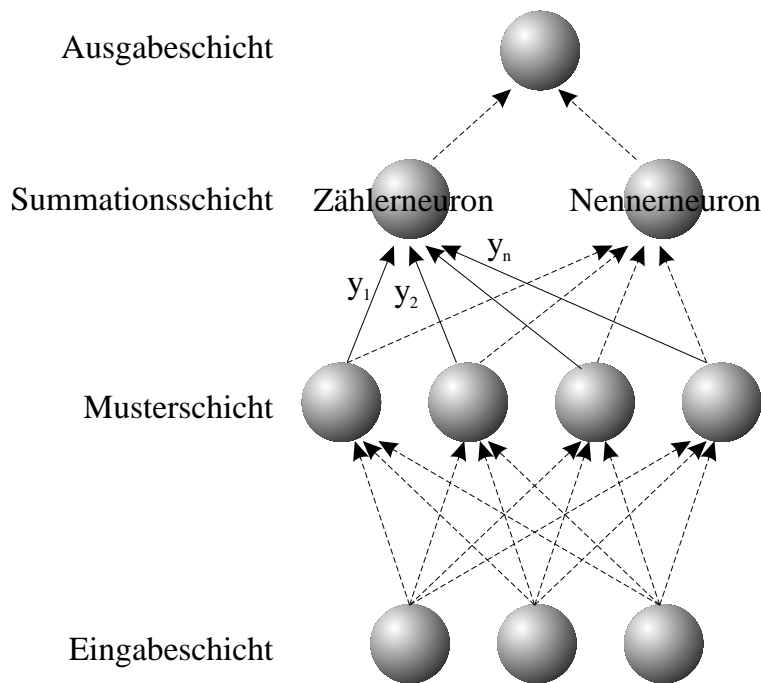 Ausgabeschicht
Summationsschicht Zählerneuron Nennerneuron
yn
y1 y2
Musterschicht
Eingabeschicht